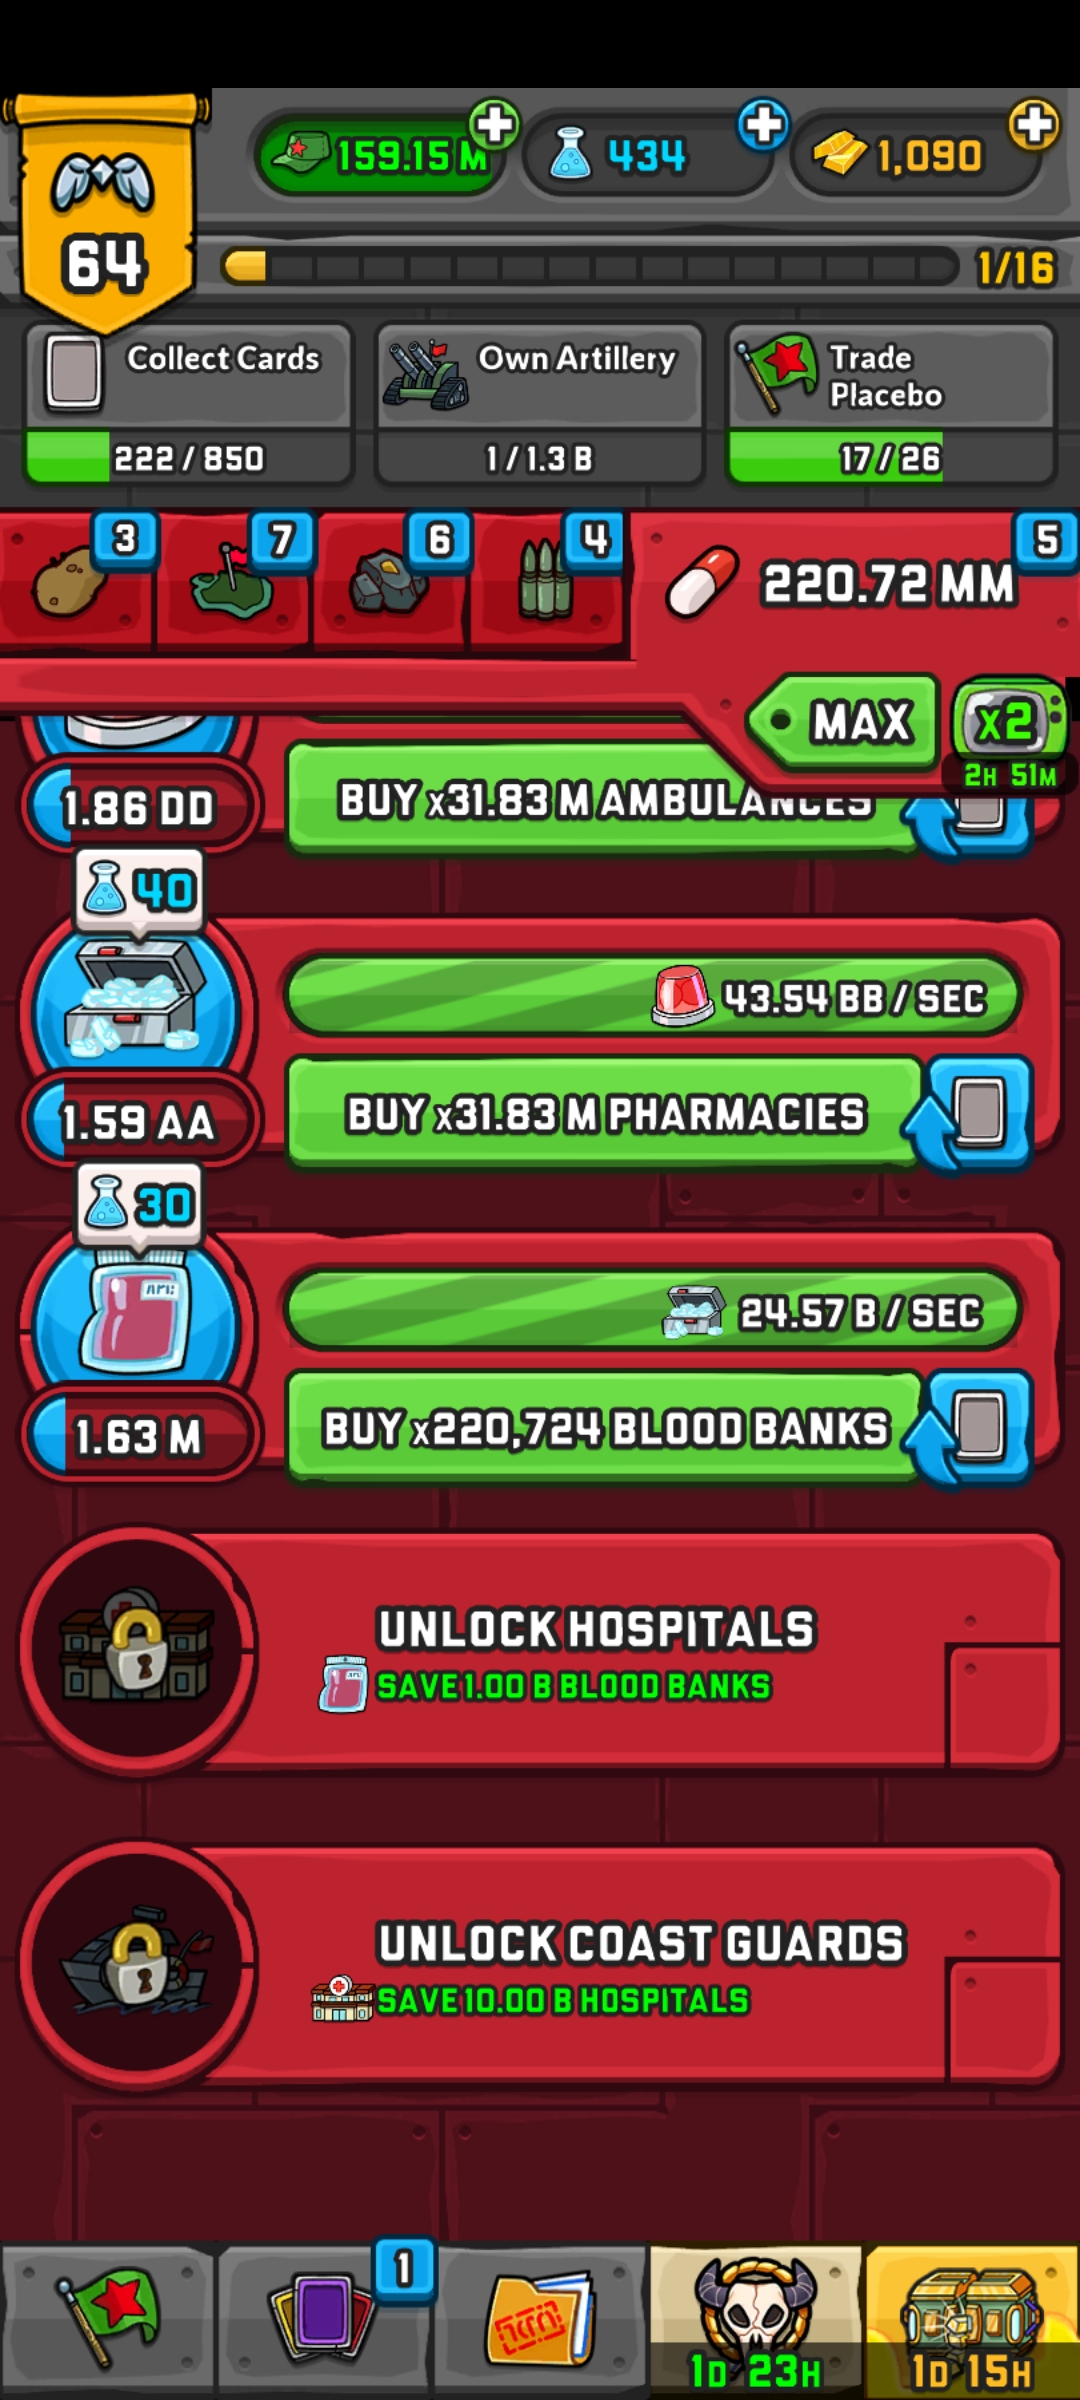 159.15 M
434
1,090
64
1/16
Collect Cards
222 / 850
Own Artillery
1 / 1.3 B
Trade
Placebo
17 / 26
3
7
6
4
5
220.72 MM
MAX
x2
2H 51M
1.86 DD
BUY x31.83 M AMBULANCES
40
43.54 BB / SEC
1.59 AA
BUY x31.83 M PHARMACIES
30
24.57 B / SEC
1.63 M
BUY x220,724 BLOOD BANKS
UNLOCK HOSPITALS
SAVE 1.00 B BLOOD BANKS
UNLOCK COAST GUARDS
SAVE 10.00 B HOSPITALS
1
1D 23H
1D 15H